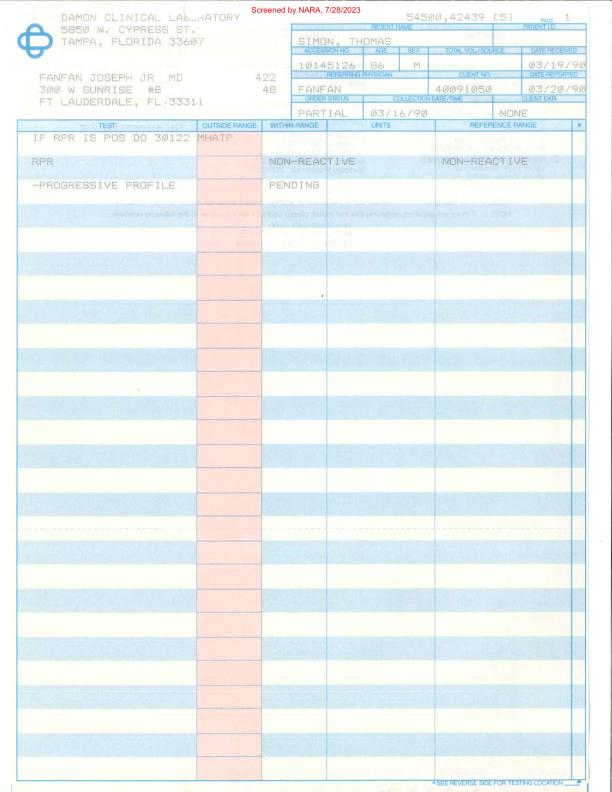 Screened by NARA, 7/28/2023
DAMON CLINICAL LABORATORY
5850 W. CYPRESS ST.
TAMPA, FLORIDA 33607
54500,42439 [5] PAGE 1
PATIENT NAME PATIENT I.D.
SIMON, THOMAS
ACCESSION NO. AGE SEX TOTAL VOL./SOURCE DATE RECEIVED
10145126 86 M 03/19/90
FANFAN JOSEPH JR MD 422
300 W SUNRISE #B 48
FT LAUDERDALE, FL 33311
REFERRING PHYSICIAN CLIENT NO. DATE REPORTED
FANFAN 40091050 03/20/90
ORDER STATUS COLLECTION DATE/TIME CLIENT DATA
PARTIAL 03/16/90 NONE
TEST OUTSIDE RANGE WITHIN RANGE UNITS REFERENCE RANGE *
IF RPR IS POS DO 30122 MHATP
RPR NON-REACTIVE NON-REACTIVE
-PROGRESSIVE PROFILE PENDING
*SEE REVERSE SIDE FOR TESTING LOCATION